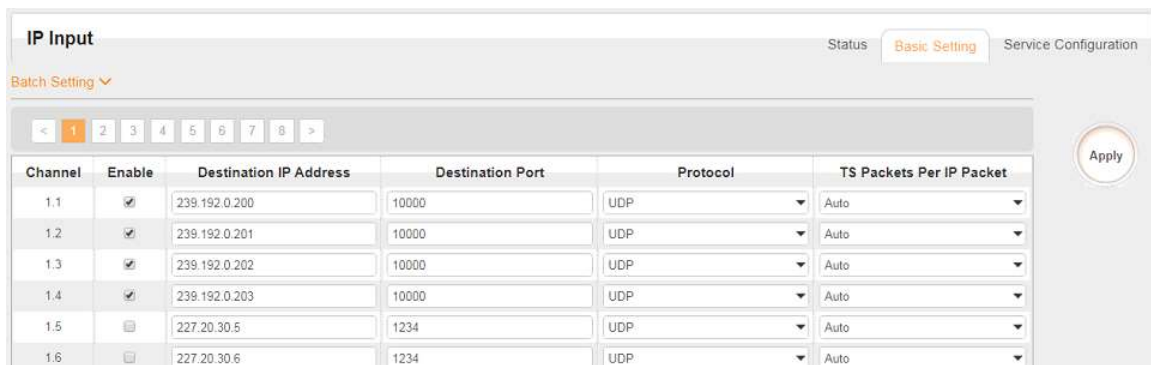 IP Input
Status Basic Setting Service Configuration
Batch Setting
< 1 2 3 4 5 6 7 8 >
Apply
Channel Enable Destination IP Address Destination Port Protocol TS Packets Per IP Packet
1.1 239.192.0.200 10000 UDP Auto
1.2 239.192.0.201 10000 UDP Auto
1.3 239.192.0.202 10000 UDP Auto
1.4 239.192.0.203 10000 UDP Auto
1.5 227.20.30.5 1234 UDP Auto
1.6 227.20.30.6 1234 UDP Auto